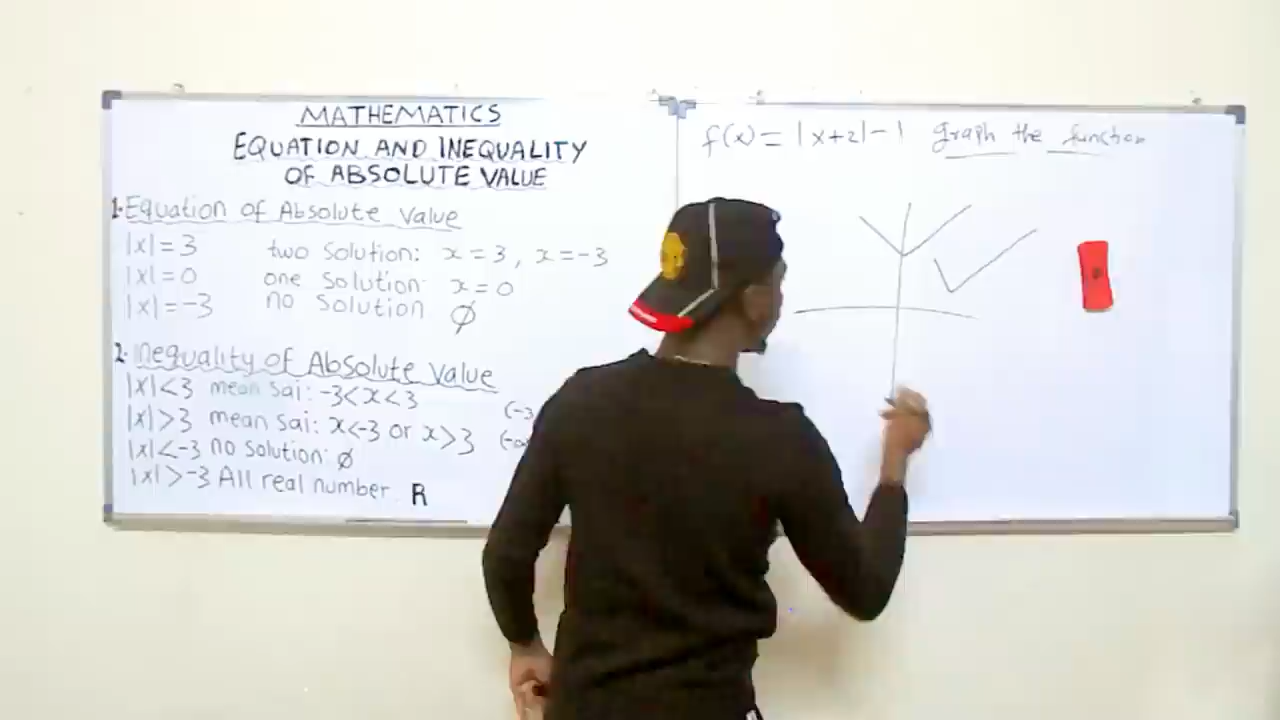 MATHEMATICS
EQUATION AND INEQUALITY
OF ABSOLUTE VALUE
1. Equation of Absolute Value
|x| = 3 two solution: x = 3, x = -3
|x| = 0 one solution: x = 0
|x| = -3 no solution ∅
2. Inequality of Absolute Value
|x| < 3 mean sai: -3 < x < 3 (-3
|x| > 3 mean sai: x < -3 or x > 3
|x| < -3 no solution: ∅
|x| > -3 All real number R
f(x) = |x+2| - 1 graph the function